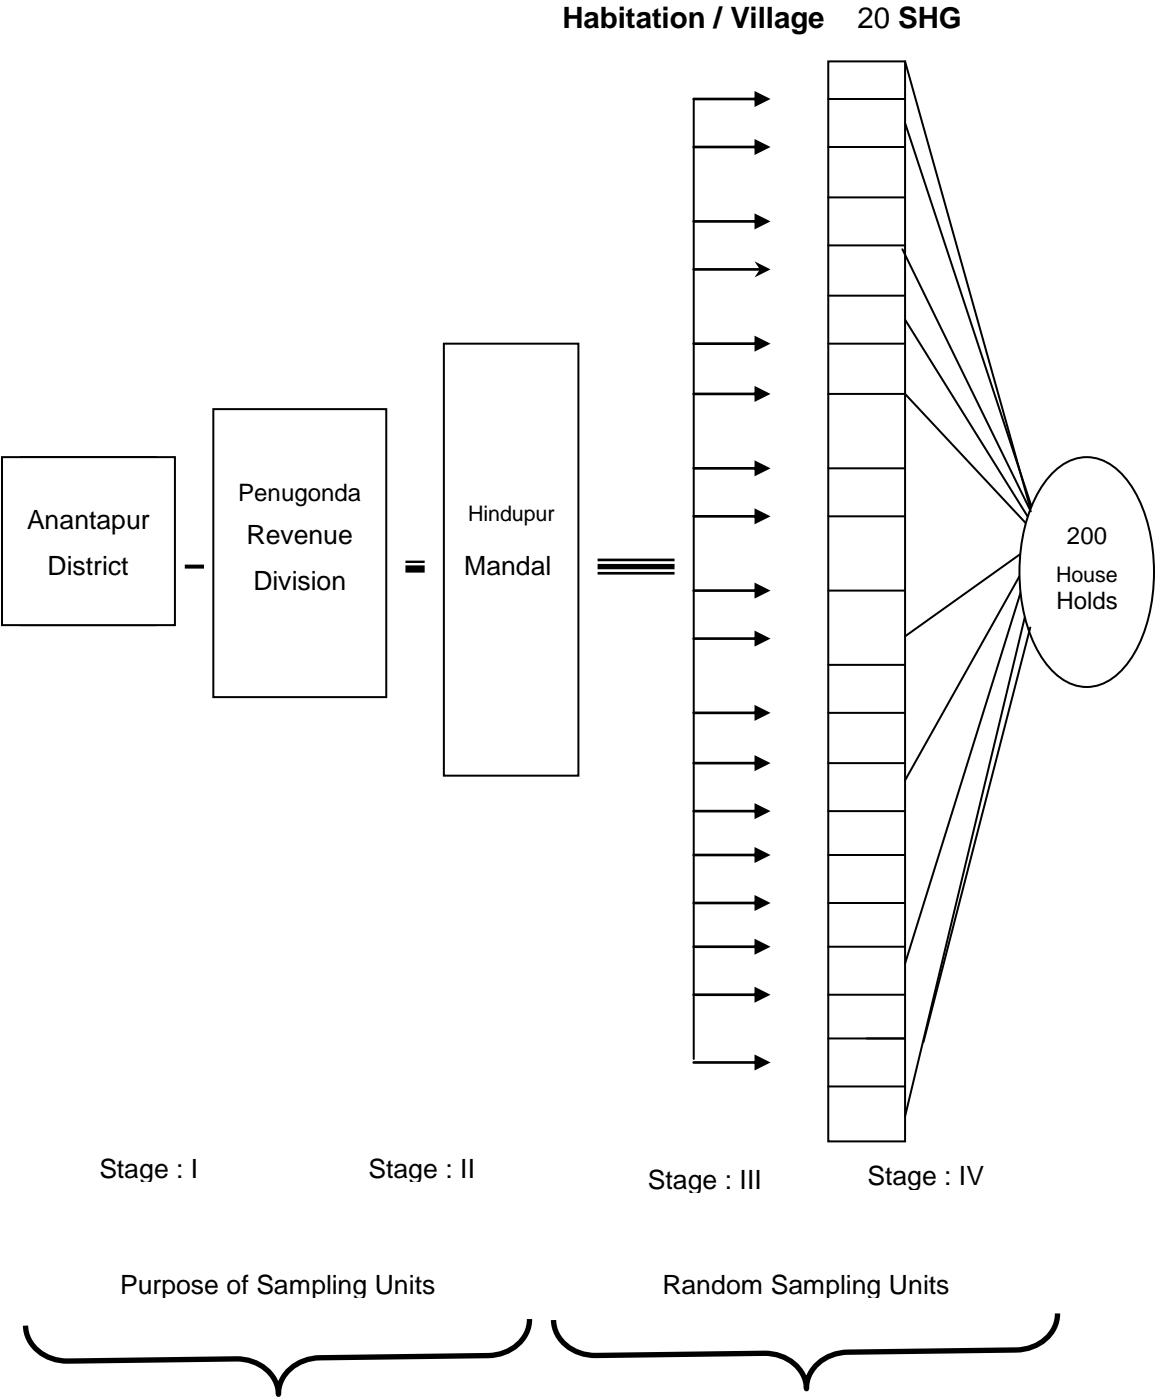 Habitation / Village 20 SHG
Anantapur
District
Penugonda
Revenue
Division
Hindupur
Mandal
200
House
Holds
Stage : I
Stage : II
Stage : III
Stage : IV
Purpose of Sampling Units
Random Sampling Units